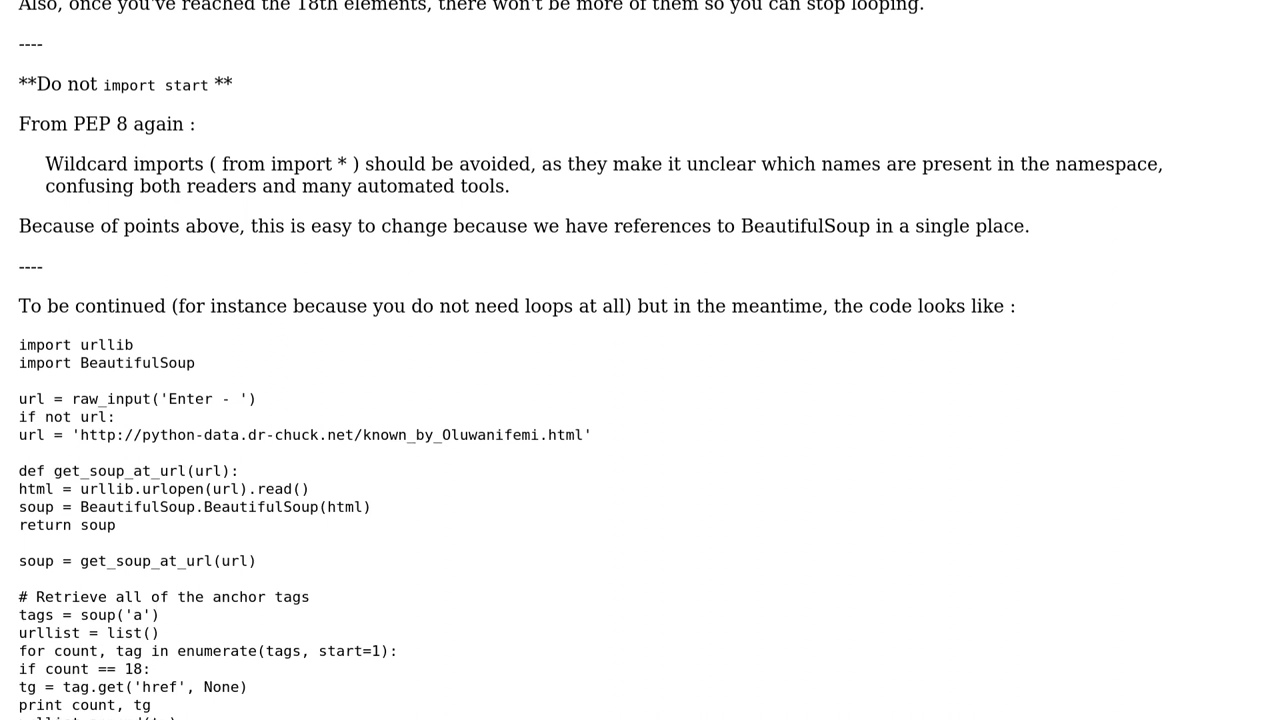 Also, once you've reached the 18th elements, there won't be more of them so you can stop looping.
----
**Do not import start **
From PEP 8 again :
Wildcard imports ( from import * ) should be avoided, as they make it unclear which names are present in the namespace,
confusing both readers and many automated tools.
Because of points above, this is easy to change because we have references to BeautifulSoup in a single place.
----
To be continued (for instance because you do not need loops at all) but in the meantime, the code looks like :
import urllib
import BeautifulSoup
url = raw_input('Enter - ')
if not url:
url = 'http://python-data.dr-chuck.net/known_by_Oluwanifemi.html'
def get_soup_at_url(url):
html = urllib.urlopen(url).read()
soup = BeautifulSoup.BeautifulSoup(html)
return soup
soup = get_soup_at_url(url)
# Retrieve all of the anchor tags
tags = soup('a')
urllist = list()
for count, tag in enumerate(tags, start=1):
if count == 18:
tg = tag.get('href', None)
print count, tg